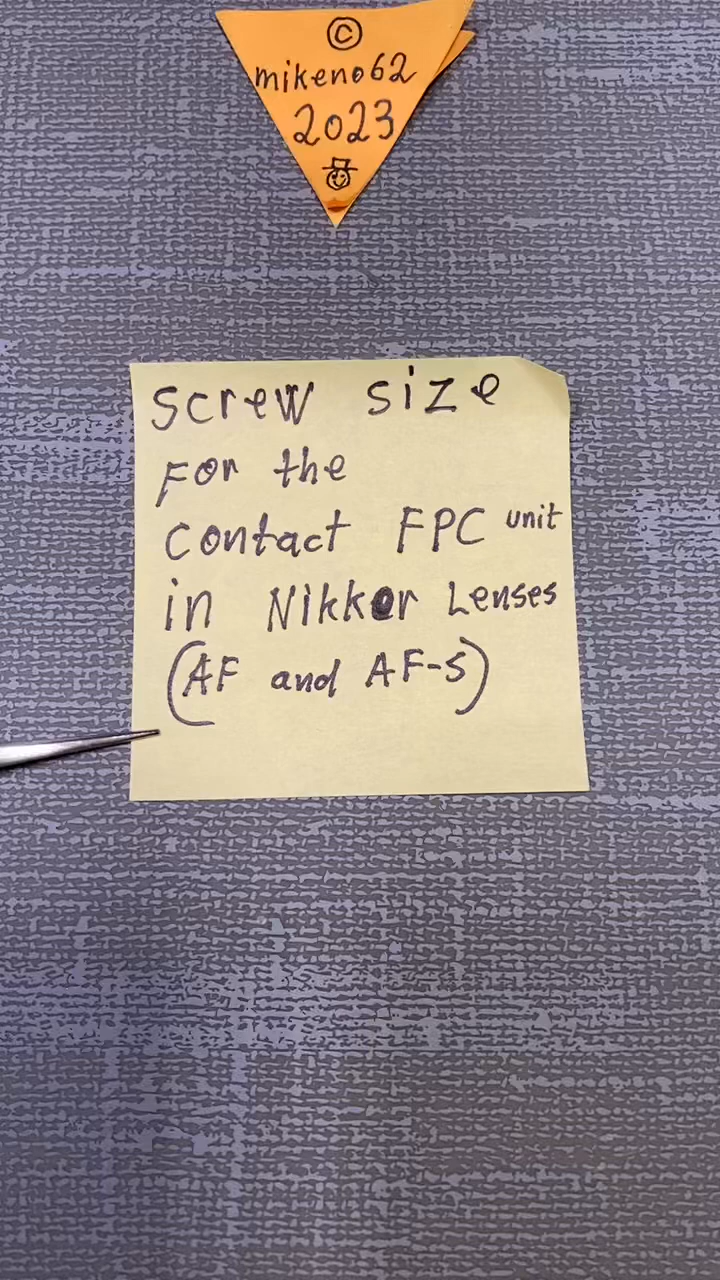 ©
mikeno62
2023
Screw size
For the
Contact FPC unit
in Nikkor Lenses
(AF and AF-S)